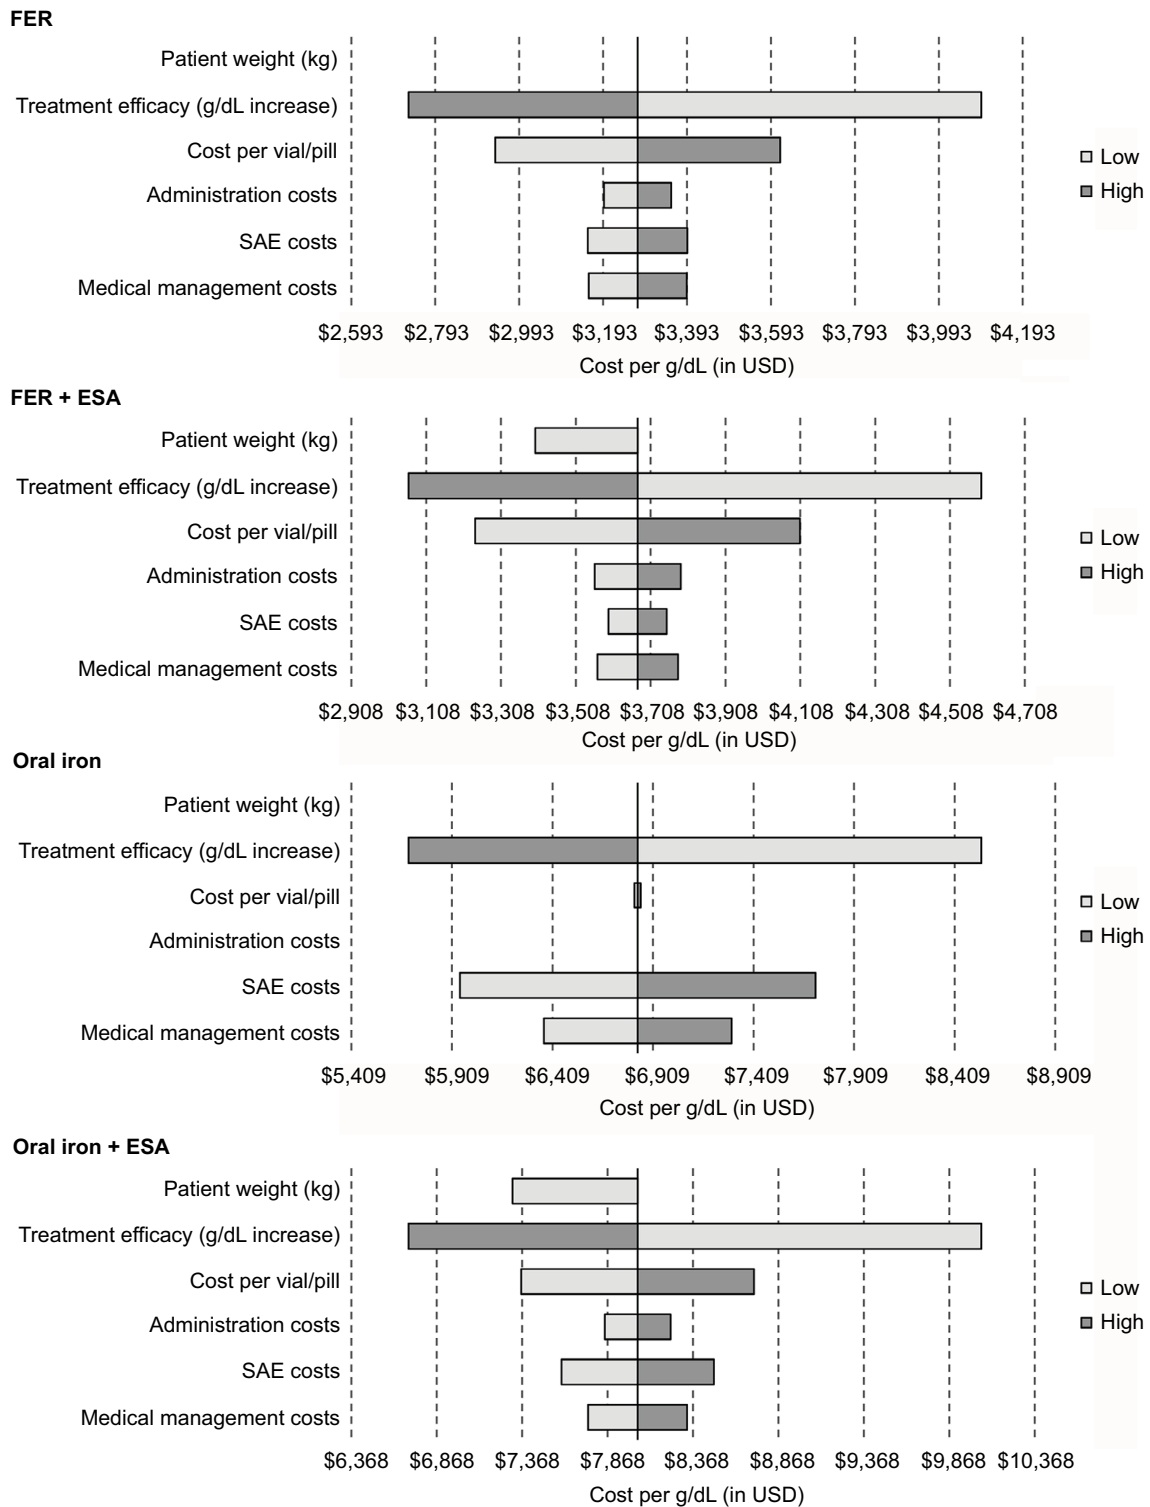 FER
Patient weight (kg)
Treatment efficacy (g/dL increase)
Cost per vial/pill
Administration costs
SAE costs
Medical management costs
Low
High
$2,593 $2,793 $2,993 $3,193 $3,393 $3,593 $3,793 $3,993 $4,193
Cost per g/dL (in USD)
FER + ESA
Patient weight (kg)
Treatment efficacy (g/dL increase)
Cost per vial/pill
Administration costs
SAE costs
Medical management costs
Low
High
$2,908 $3,108 $3,308 $3,508 $3,708 $3,908 $4,108 $4,308 $4,508 $4,708
Cost per g/dL (in USD)
Oral iron
Patient weight (kg)
Treatment efficacy (g/dL increase)
Cost per vial/pill
Administration costs
SAE costs
Medical management costs
Low
High
$5,409 $5,909 $6,409 $6,909 $7,409 $7,909 $8,409 $8,909
Cost per g/dL (in USD)
Oral iron + ESA
Patient weight (kg)
Treatment efficacy (g/dL increase)
Cost per vial/pill
Administration costs
SAE costs
Medical management costs
Low
High
$6,368 $6,868 $7,368 $7,868 $8,368 $8,868 $9,368 $9,868 $10,368
Cost per g/dL (in USD)